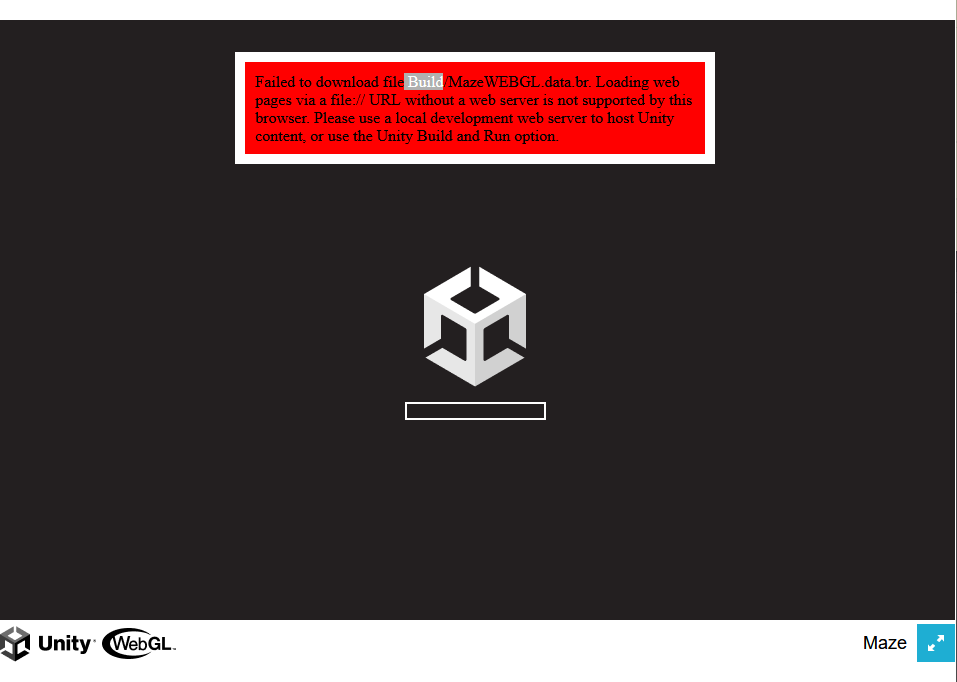 Failed to download file Build/MazeWEBGL.data.br. Loading web
pages via a file:// URL without a web server is not supported by this
browser. Please use a local development web server to host Unity
content, or use the Unity Build and Run option.
Unity WebGL Maze